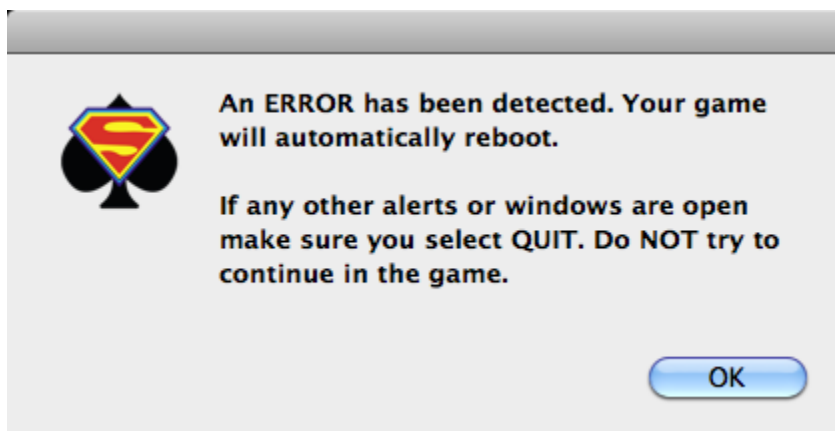 An ERROR has been detected. Your game
will automatically reboot.
If any other alerts or windows are open
make sure you select QUIT. Do NOT try to
continue in the game.
OK